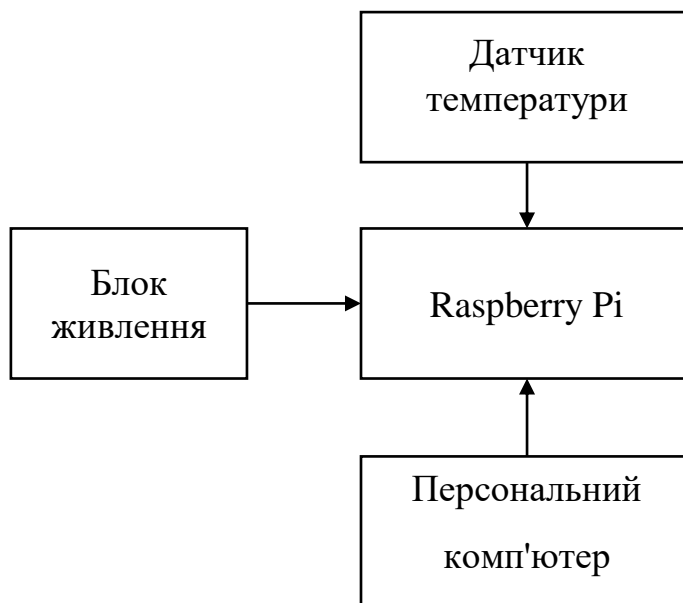 Датчик
температури
Блок
живлення
Raspberry Pi
Персональний
комп'ютер